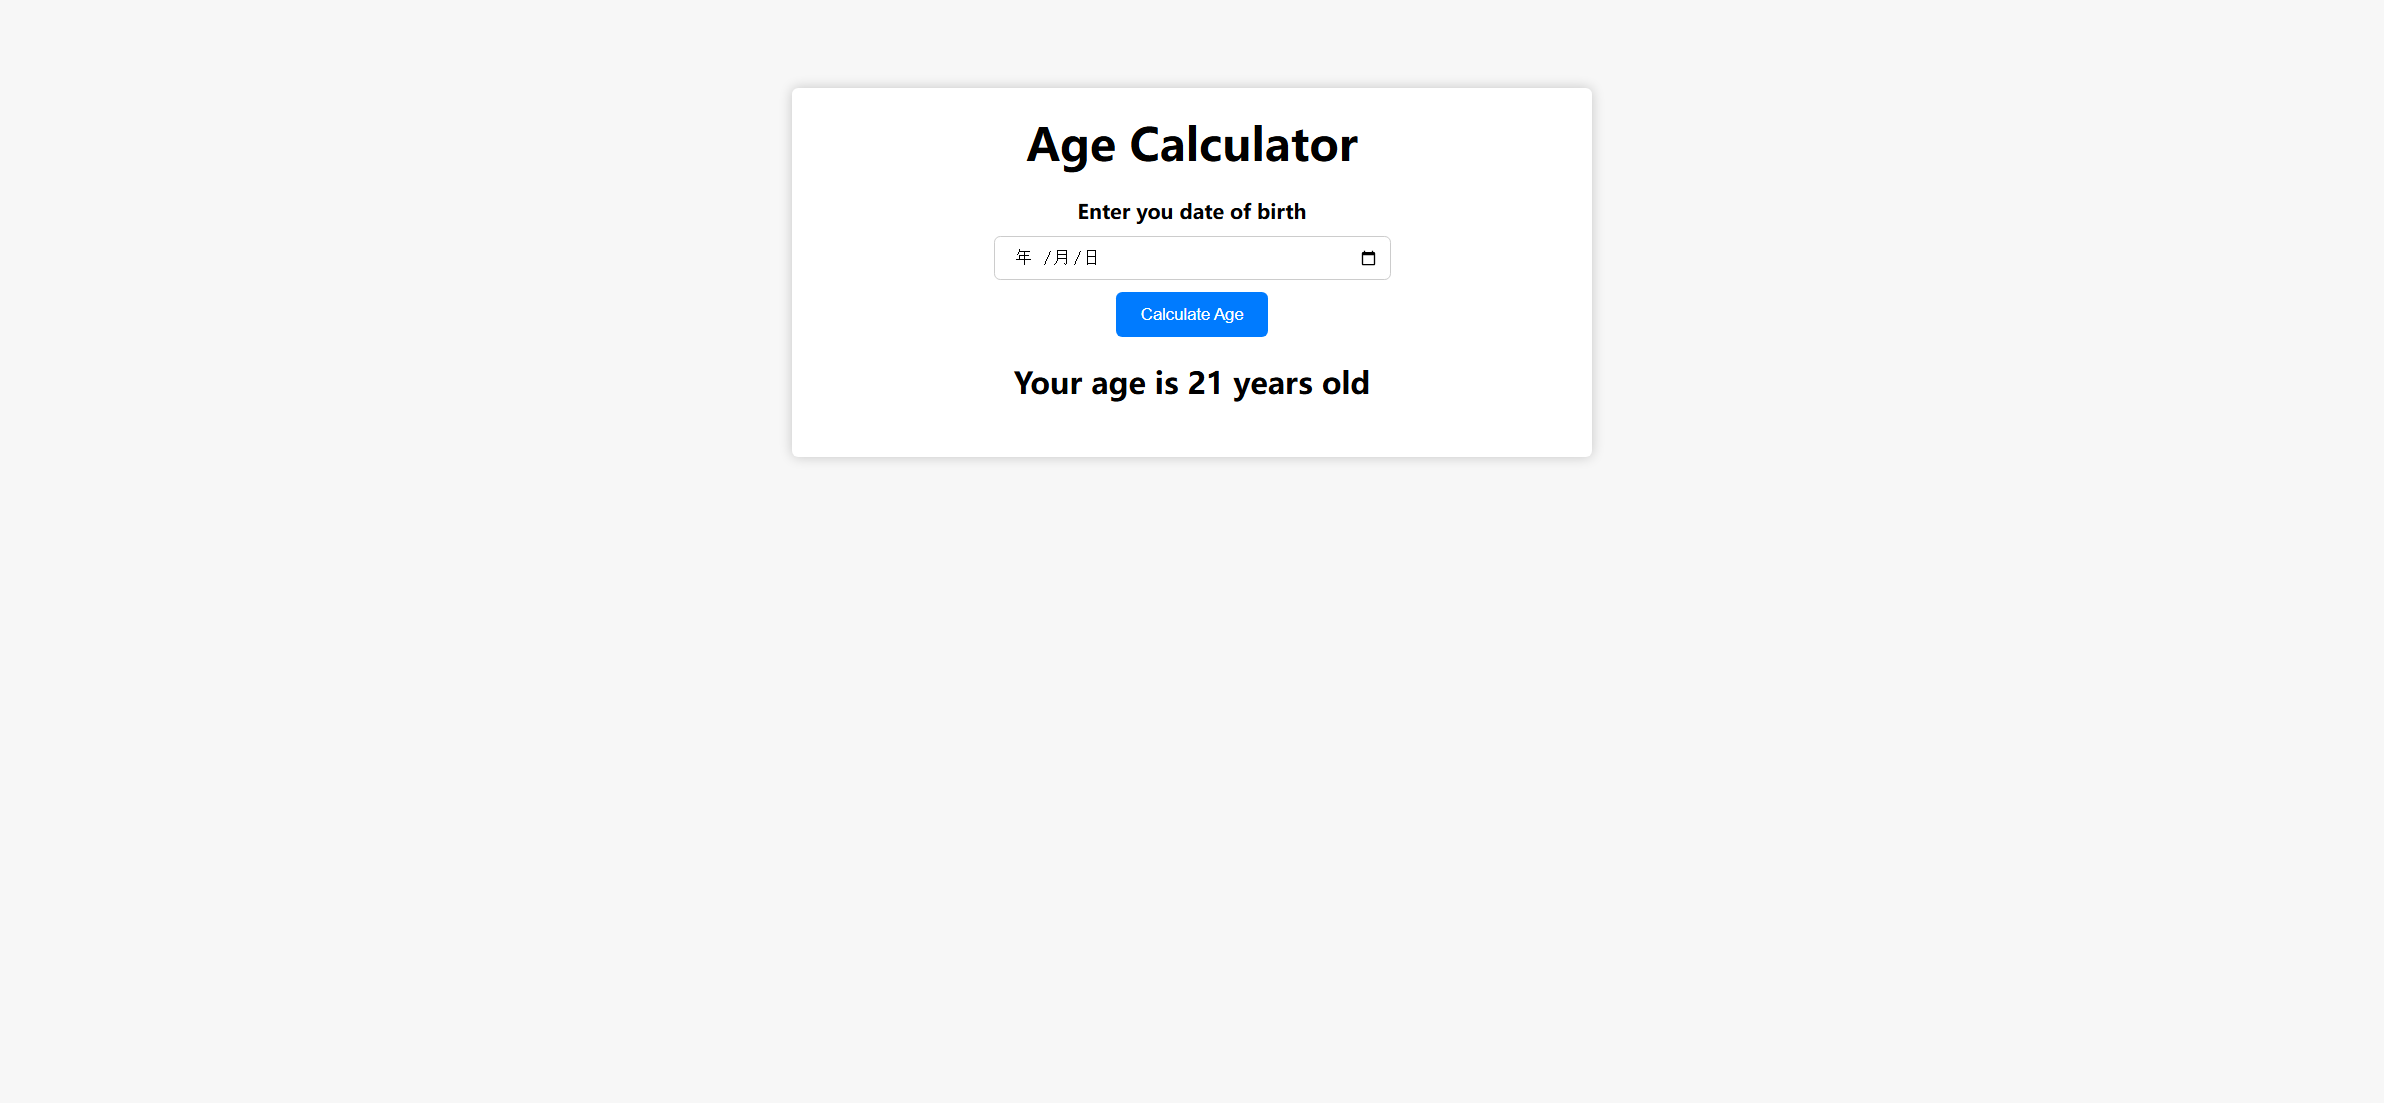 Age Calculator
Enter you date of birth
年 /月/日
Calculate Age
Your age is 21 years old